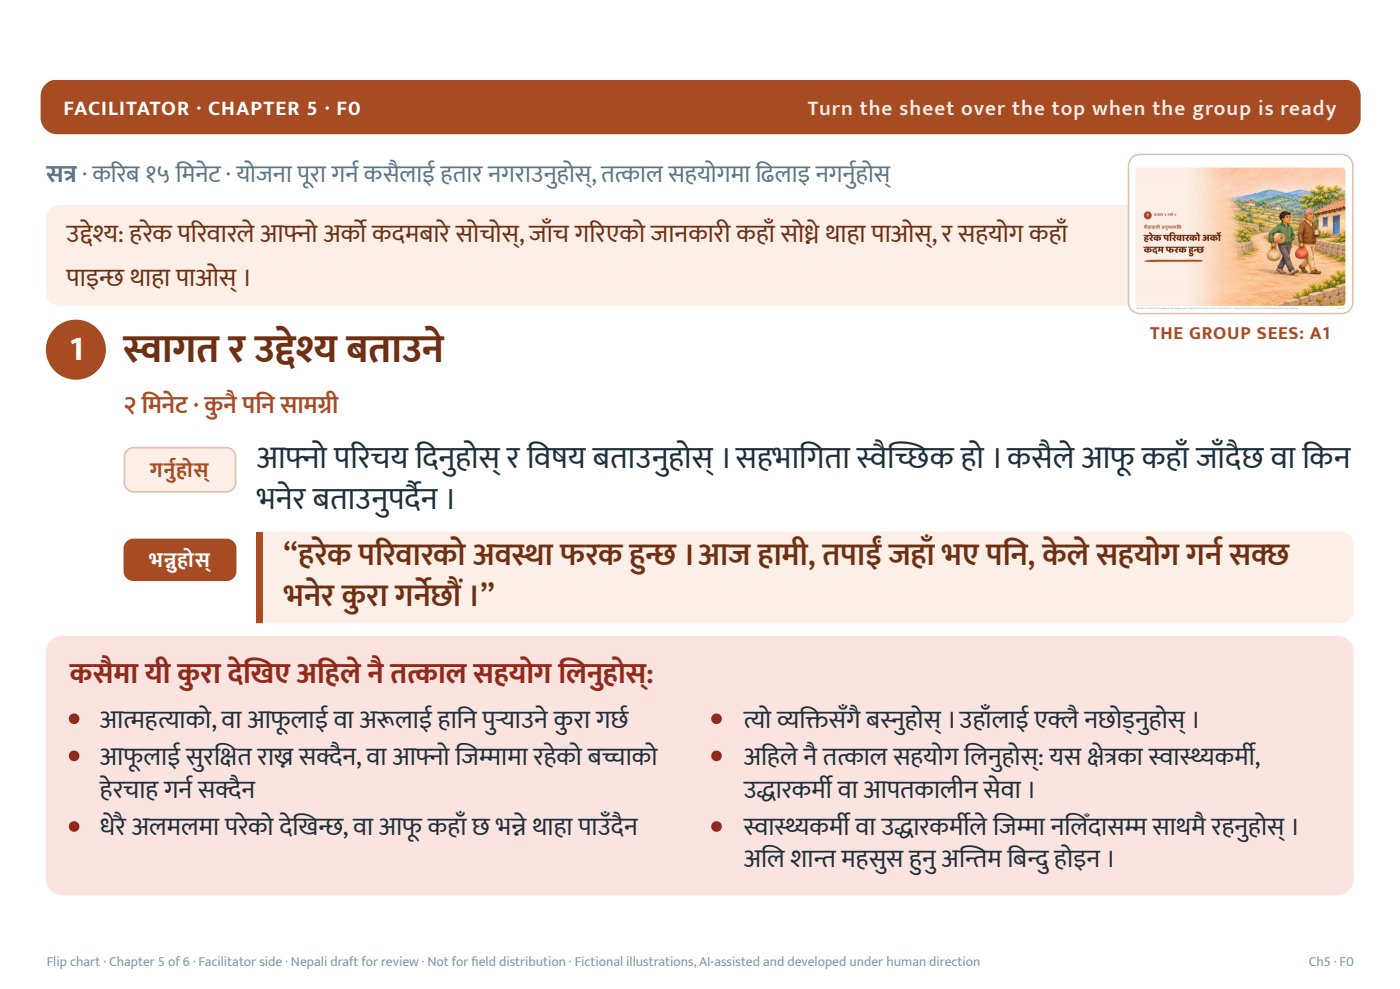 FACILITATOR · CHAPTER 5 · F0
Turn the sheet over the top when the group is ready
सत्र · करिब १५ मिनेट · योजना पूरा गर्न कसैलाई हतार नगराउनुहोस्, तत्काल सहयोगमा ढिलाइ नगर्नुहोस्
उद्देश्य: हरेक परिवारले आफ्नो अर्को कदमबारे सोचोस्, जाँच गरिएको जानकारी कहाँ सोध्ने थाहा पाओस्, र सहयोग कहाँ
पाइन्छ थाहा पाओस् ।
हरेक परिवारको अर्को
कदम फरक हुन्छ
THE GROUP SEES: A1
1 स्वागत र उद्देश्य बताउने
२ मिनेट · कुनै पनि सामग्री
गर्नुहोस्
आफ्नो परिचय दिनुहोस् र विषय बताउनुहोस् । सहभागिता स्वैच्छिक हो । कसैले आफू कहाँ जाँदैछ वा किन
भनेर बताउनुपर्दैन ।
भन्नुहोस्
“हरेक परिवारको अवस्था फरक हुन्छ । आज हामी, तपाईं जहाँ भए पनि, केले सहयोग गर्न सक्छ
भनेर कुरा गर्नेछौं ।”
कसैमा यी कुरा देखिए अहिले नै तत्काल सहयोग लिनुहोस्:
• आत्महत्याको, वा आफूलाई वा अरूलाई हानि पुर्‍याउने कुरा गर्छ
• आफूलाई सुरक्षित राख्न सक्दैन, वा आफ्नो जिम्मामा रहेको बच्चाको
हेरचाह गर्न सक्दैन
• धेरै अलमलमा परेको देखिन्छ, वा आफू कहाँ छ भन्ने थाहा पाउँदैन
• त्यो व्यक्तिसँगै बस्नुहोस् । उहाँलाई एक्लै नछोड्नुहोस् ।
• अहिले नै तत्काल सहयोग लिनुहोस्: यस क्षेत्रका स्वास्थ्यकर्मी,
उद्धारकर्मी वा आपतकालीन सेवा ।
• स्वास्थ्यकर्मी वा उद्धारकर्मीले जिम्मा नलिँदासम्म साथमै रहनुहोस् ।
अलि शान्त महसुस हुनु अन्तिम बिन्दु होइन ।
Flip chart · Chapter 5 of 6 · Facilitator side · Nepali draft for review · Not for field distribution · Fictional illustrations, AI-assisted and developed under human direction
Ch5 · F0